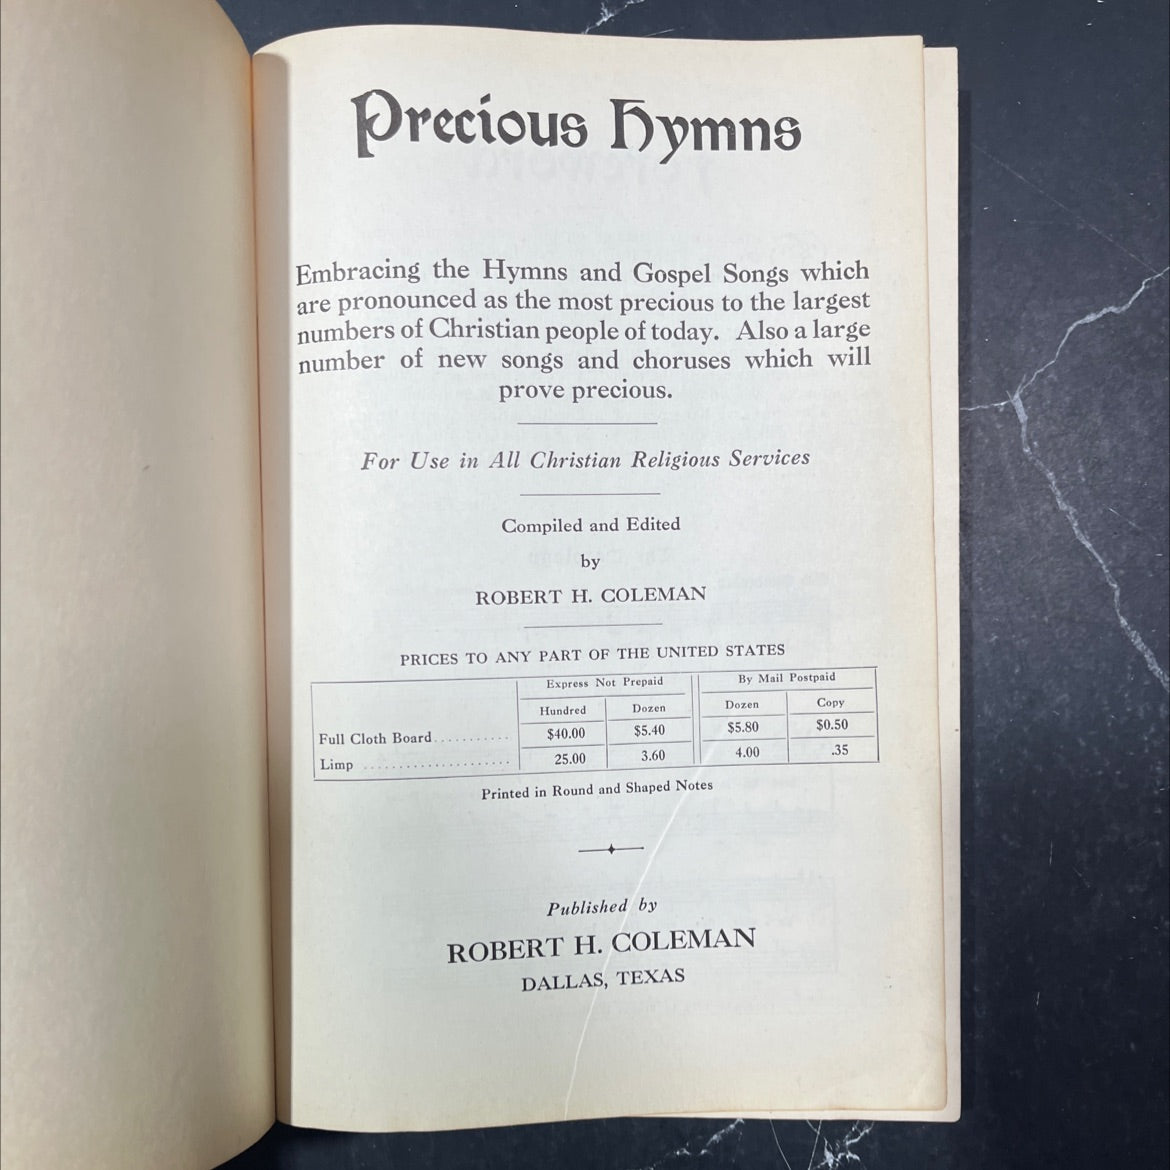 Precious Hymns
Embracing the Hymns and Gospel Songs which
are pronounced as the most precious to the largest
numbers of Christian people of today. Also a large
number of new songs and choruses which will
prove precious.
For Use in All Christian Religious Services
Compiled and Edited
by
ROBERT H. COLEMAN
PRICES TO ANY PART OF THE UNITED STATES
Express Not Prepaid By Mail Postpaid
Hundred Dozen Dozen Copy
Full Cloth Board........... $40.00 $5.40 $5.80 $0.50
Limp ..................... 25.00 3.60 4.00 .35
Printed in Round and Shaped Notes
Published by
ROBERT H. COLEMAN
DALLAS, TEXAS